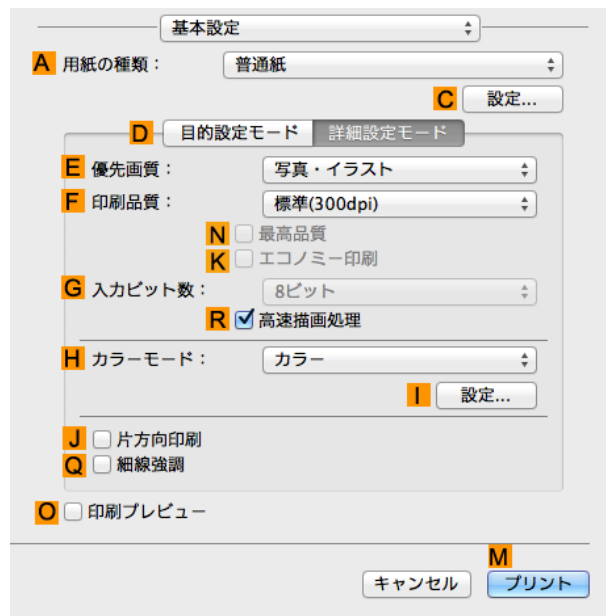 基本設定
A 用紙の種類： 普通紙
C 設定...
D 目的設定モード 詳細設定モード
E 優先画質： 写真・イラスト
F 印刷品質： 標準(300dpi)
N 最高品質
K エコノミー印刷
G 入力ビット数： 8ビット
R 高速描画処理
H カラーモード： カラー
I 設定...
J 片方向印刷
Q 細線強調
O 印刷プレビュー
M
キャンセル プリント